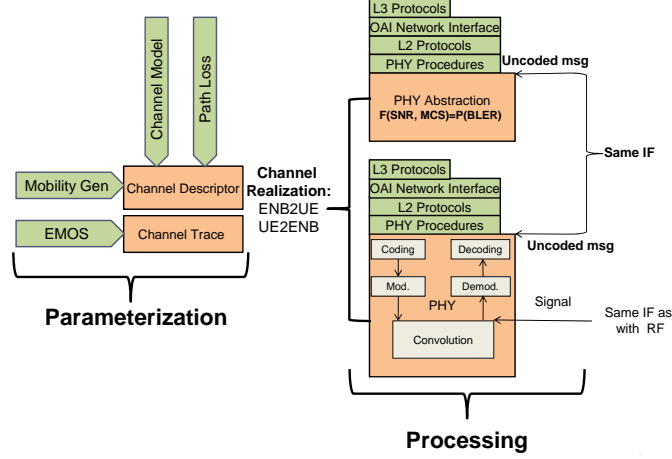 L3 Protocols
OAI Network Interface
L2 Protocols
PHY Procedures
Uncoded msg
PHY Abstraction
F(SNR, MCS)=P(BLER)
Same IF
Channel Model
Path Loss
Mobility Gen
Channel Descriptor
EMOS
Channel Trace
Parameterization
Channel
Realization:
ENB2UE
UE2ENB
L3 Protocols
OAI Network Interface
L2 Protocols
PHY Procedures
Uncoded msg
Coding
Decoding
Mod.
Demod.
PHY
Signal
Convolution
Same IF as
with RF
Processing